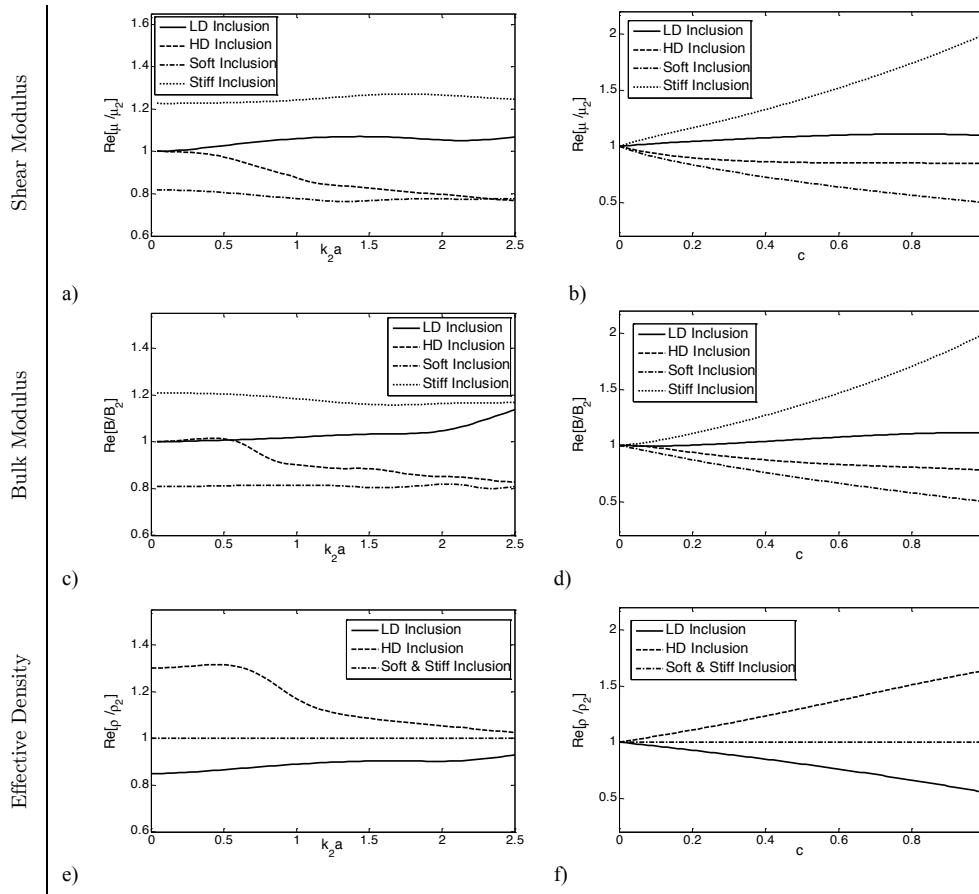 Shear Modulus
Re[μ/μ2]
1.6
1.4
1.2
1
0.8
0.6
0
0.5
1
1.5
2
2.5
k2a
LD Inclusion
HD Inclusion
Soft Inclusion
Stiff Inclusion
a)
Re[μ/μ2]
2
1.5
1
0.5
0
0.2
0.4
0.6
0.8
c
LD Inclusion
HD Inclusion
Soft Inclusion
Stiff Inclusion
b)
Bulk Modulus
Re[B/B2]
1.4
1.2
1
0.8
0.6
0
0.5
1
1.5
2
2.5
k2a
LD Inclusion
HD Inclusion
Soft Inclusion
Stiff Inclusion
c)
Re[B/B2]
2
1.5
1
0.5
0
0.2
0.4
0.6
0.8
c
LD Inclusion
HD Inclusion
Soft Inclusion
Stiff Inclusion
d)
Effective Density
Re[ρ/ρ2]
1.4
1.2
1
0.8
0.6
0
0.5
1
1.5
2
2.5
k2a
LD Inclusion
HD Inclusion
Soft & Stiff Inclusion
e)
Re[ρ/ρ2]
2
1.5
1
0.5
0
0.2
0.4
0.6
0.8
c
LD Inclusion
HD Inclusion
Soft & Stiff Inclusion
f)